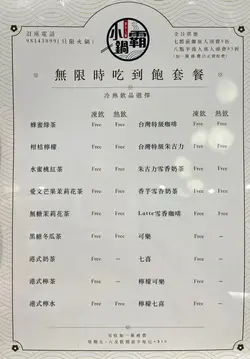 訂座電話
小鍋霸
無限時吃到飽套餐
冷熱飲品選擇
凍飲 熱飲 凍飲 熱飲
蜂蜜綠茶 Free Free 台灣特級咖啡 Free Free
柑桔檸檬 Free Free 台灣特級朱古力 Free Free
水蜜桃紅茶 Free Free 朱古力雪香奶茶 Free Free
愛文芒果茉莉花茶 Free Free 香芋雪香奶茶 Free Free
無糖茉莉花茶 Free Free Latte雪香咖啡 Free Free
黑糖冬瓜茶 Free Free 可樂 Free –
港式奶茶 Free Free 七喜 Free –
港式檸茶 Free Free 檸檬可樂 Free –
港式檸水 Free Free 檸檬七喜 Free –